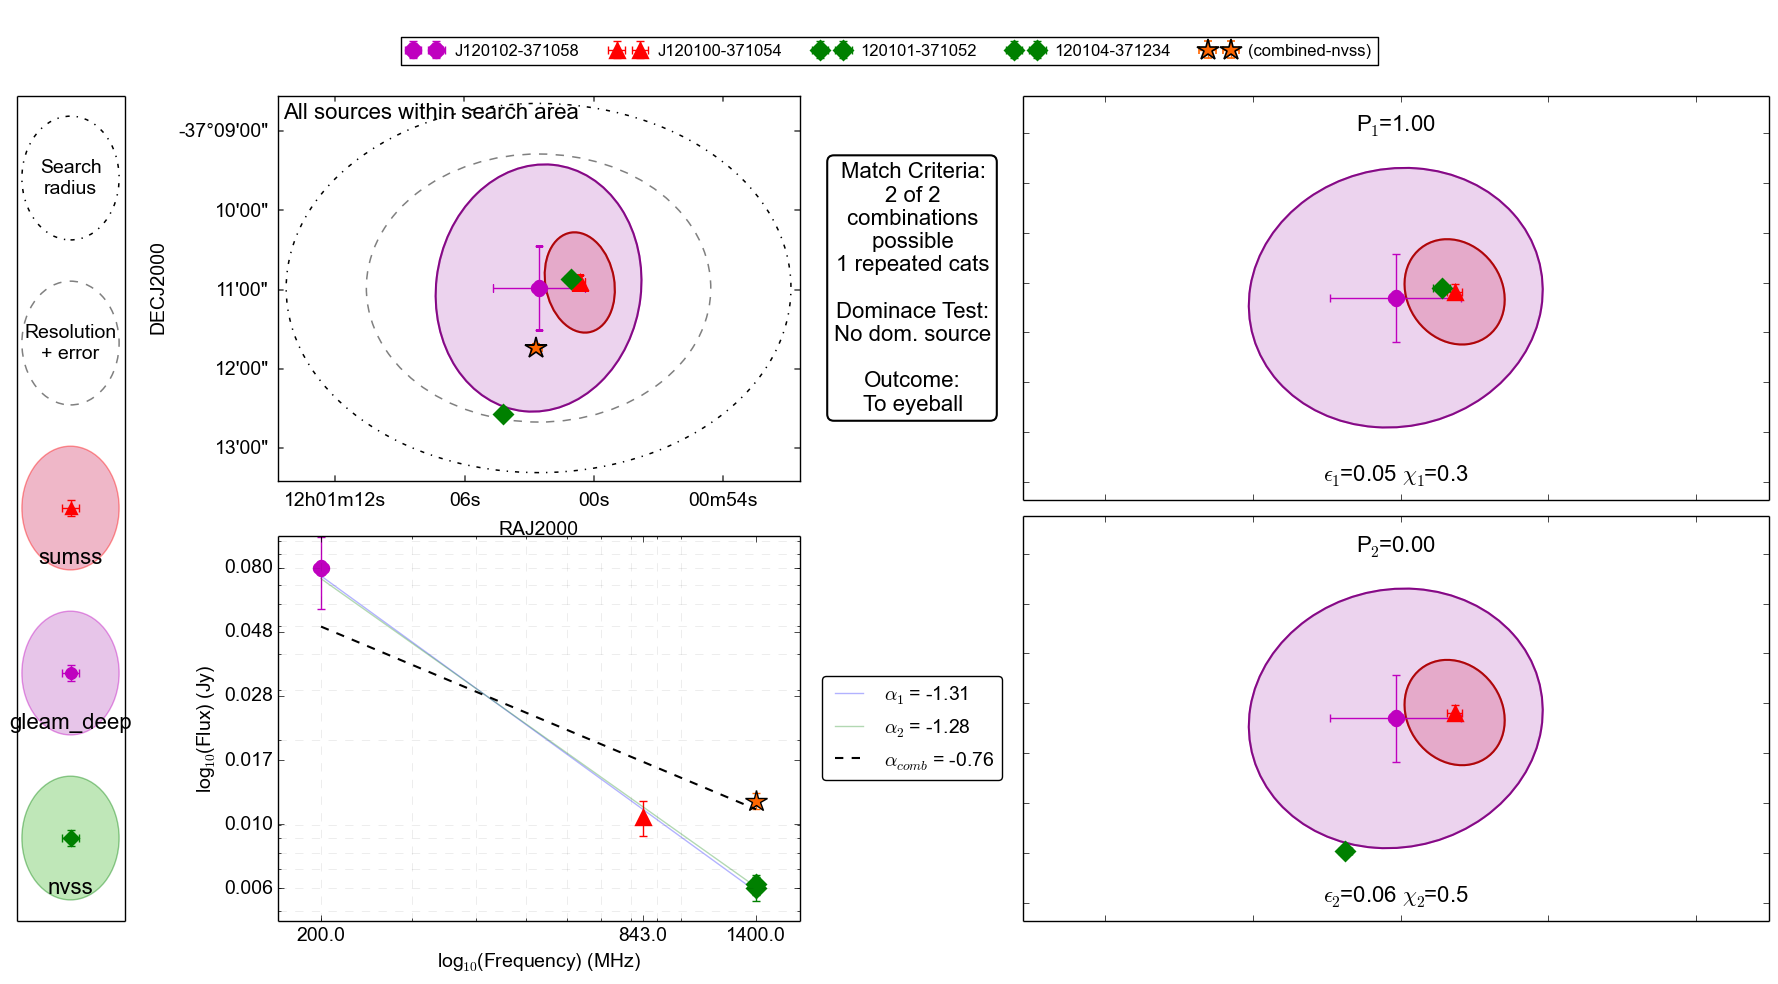 J120102-371058 J120100-371054 120101-371052 120104-371234 (combined-nvss)
Search
radius
Resolution
+ error
sumss
gleam_deep
nvss
All sources within search area
DECJ2000
-37°09'00"
10'00"
11'00"
12'00"
13'00"
12h01m12s 06s 00s 00m54s
RAJ2000
Match Criteria:
2 of 2
combinations
possible
1 repeated cats
Dominace Test:
No dom. source
Outcome:
To eyeball
P₁=1.00
ϵ₁=0.05 χ₁=0.3
log₁₀(Flux) (Jy)
0.080
0.048
0.028
0.017
0.010
0.006
200.0 843.0 1400.0
log₁₀(Frequency) (MHz)
α₁ = -1.31
α₂ = -1.28
α_comb = -0.76
P₂=0.00
ϵ₂=0.06 χ₂=0.5